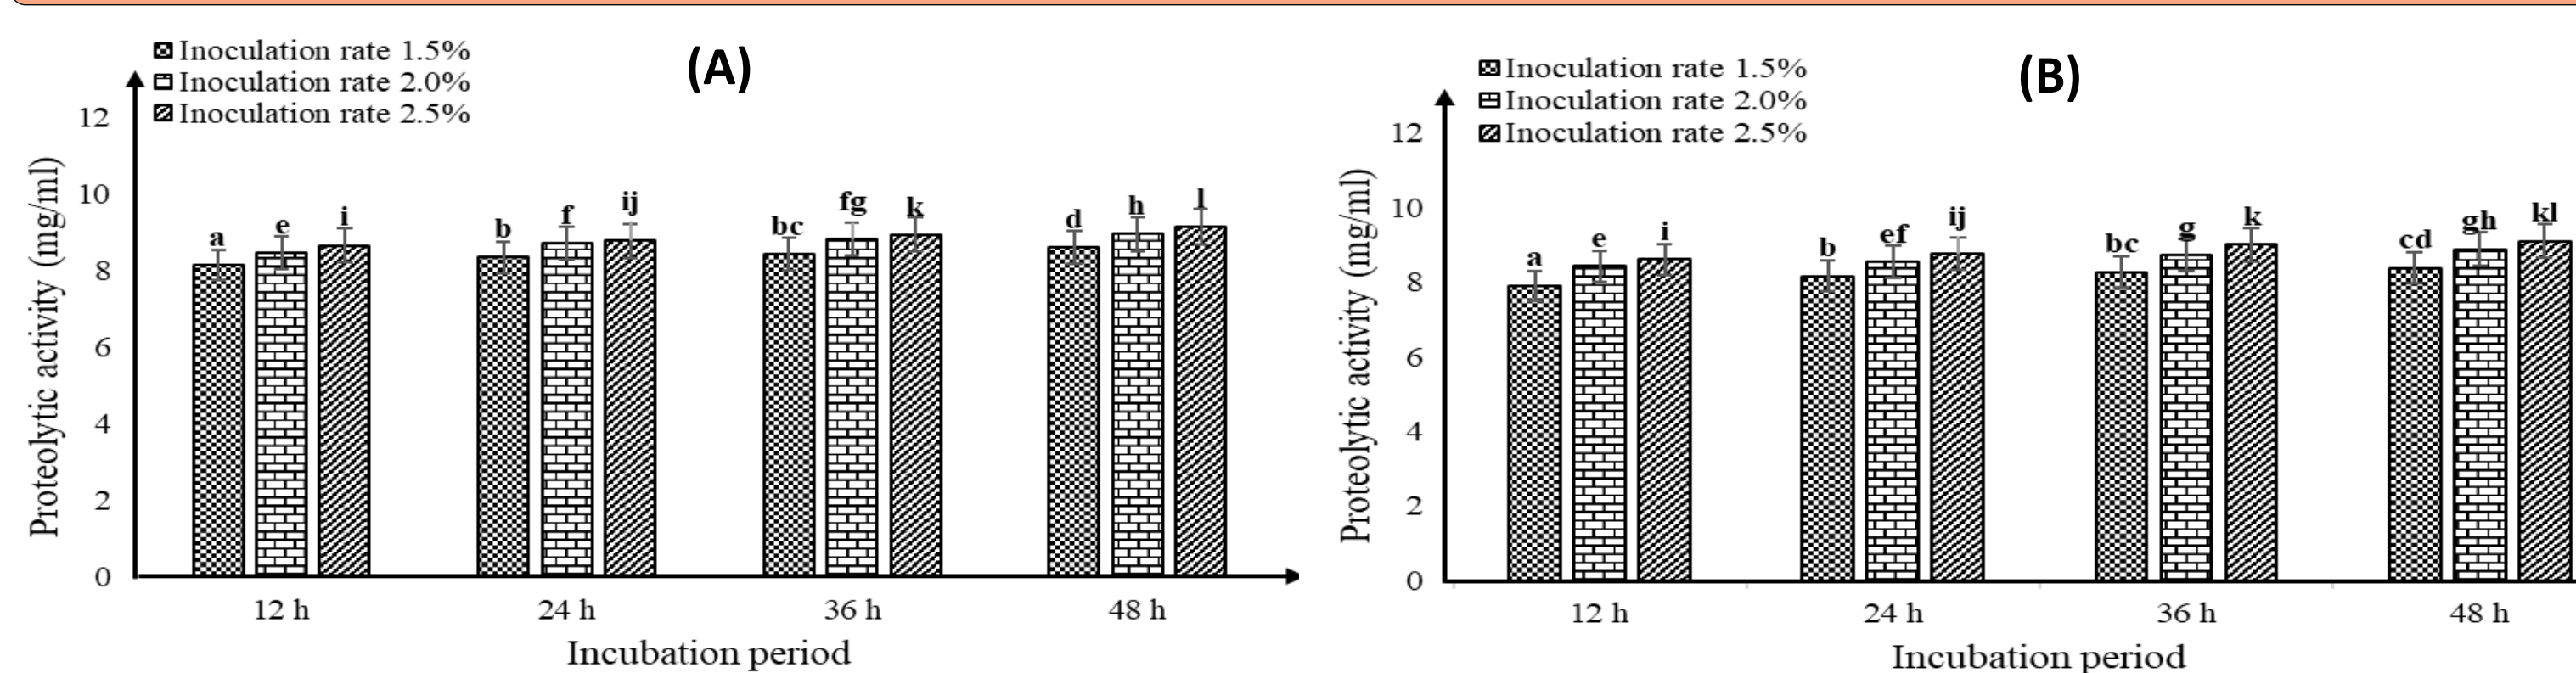 (A)
Inoculation rate 1.5%
Inoculation rate 2.0%
Inoculation rate 2.5%
Proteolytic activity (mg/ml)
12
10
8
6
4
2
0
a e i b f ij bc fg k d h l
12 h 24 h 36 h 48 h
Incubation period
(B)
Inoculation rate 1.5%
Inoculation rate 2.0%
Inoculation rate 2.5%
Proteolytic activity (mg/ml)
12
10
8
6
4
2
0
a e i b ef ij bc g k cd gh kl
12 h 24 h 36 h 48 h
Incubation period